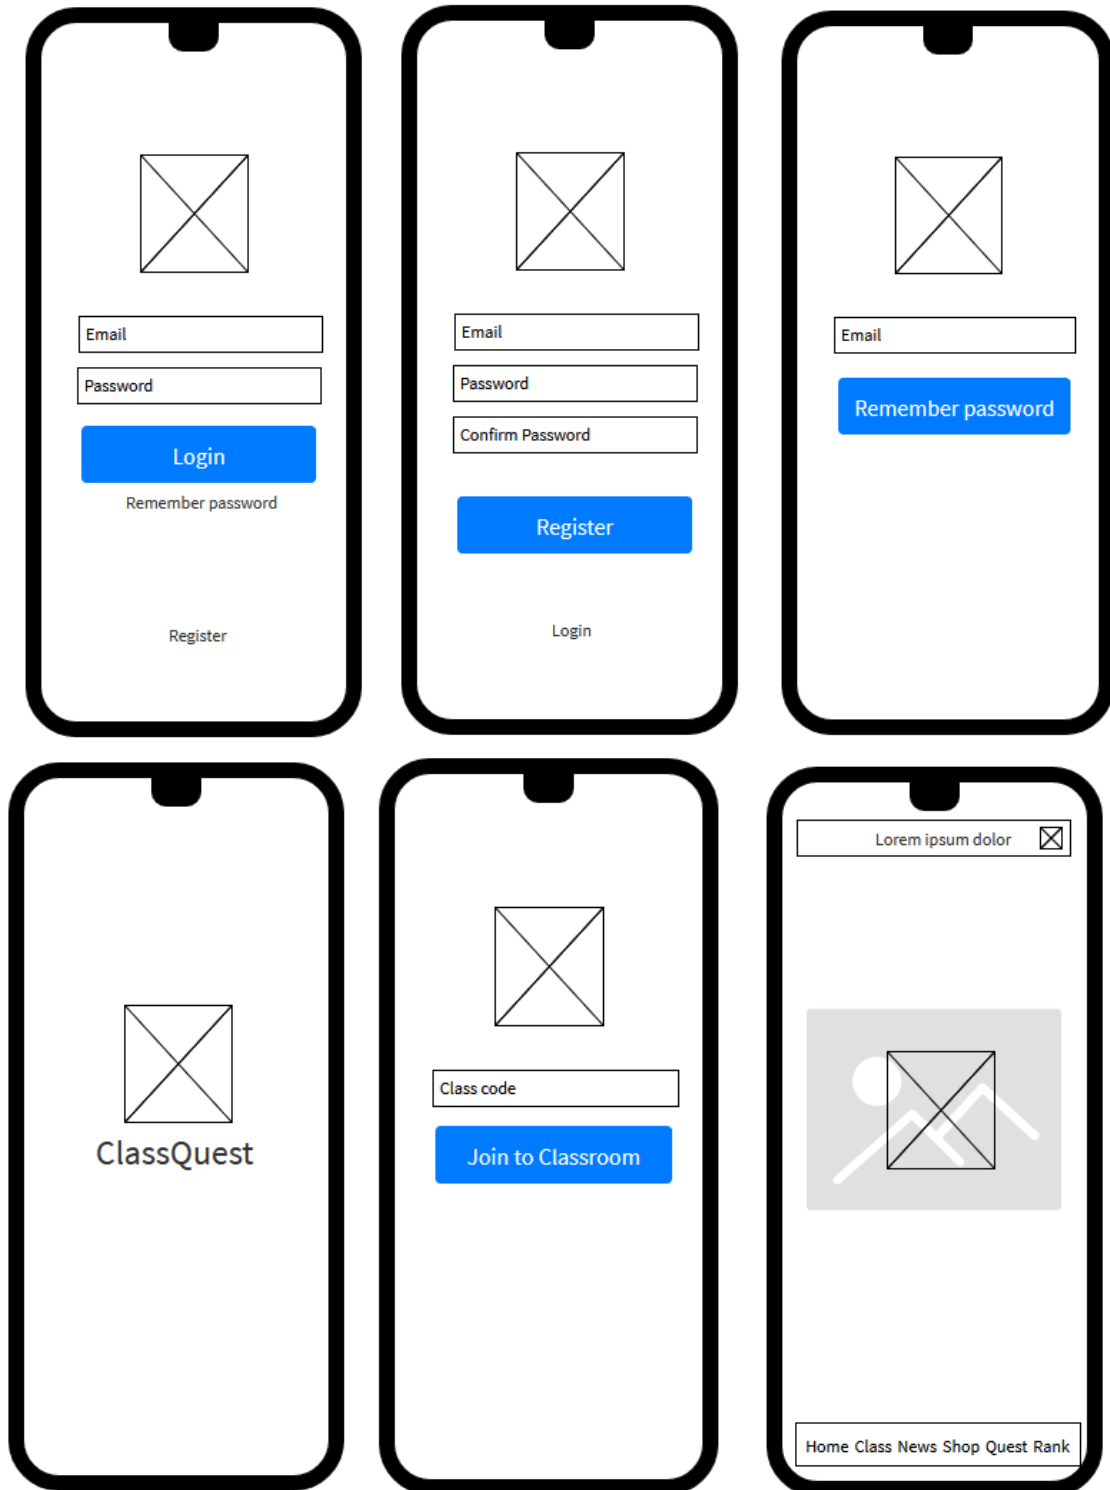 Email
Password
Login
Remember password
Register
Email
Password
Confirm Password
Register
Login
Email
Remember password
ClassQuest
Class code
Join to Classroom
Lorem ipsum dolor
Home Class News Shop Quest Rank